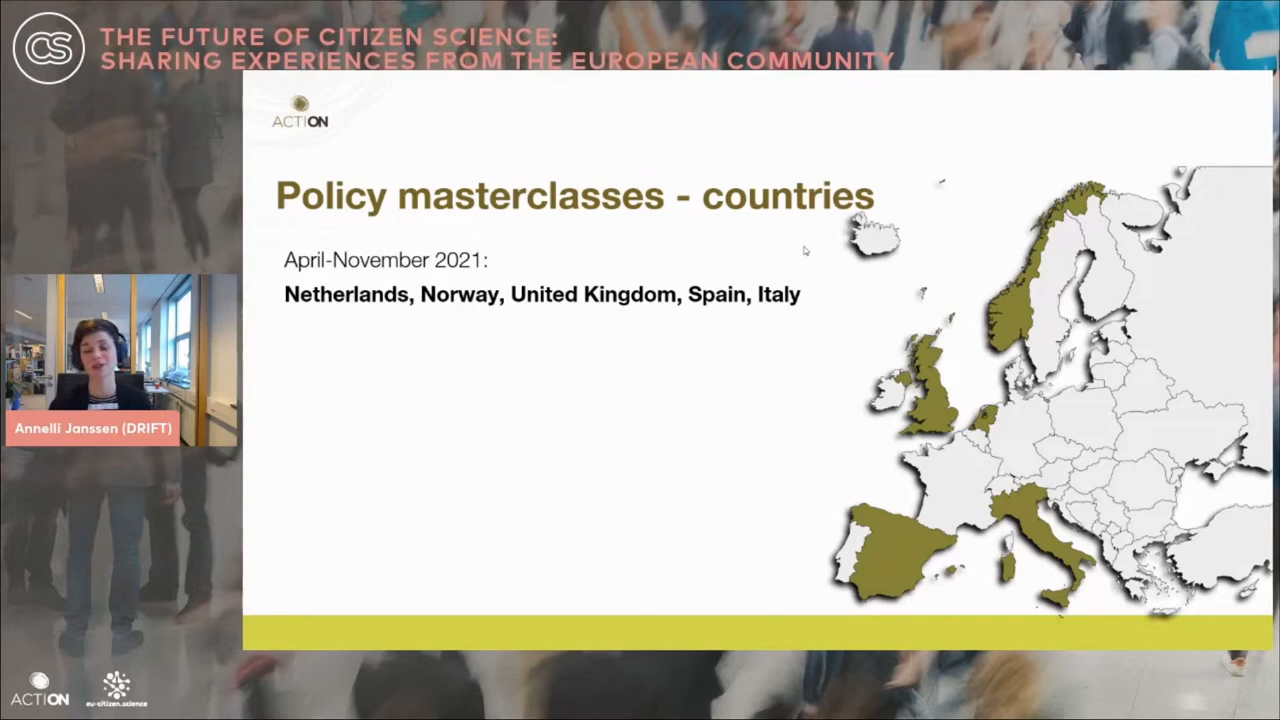 CS
THE FUTURE OF CITIZEN SCIENCE:
SHARING EXPERIENCES FROM THE EUROPEAN COMMUNITY
ACTION
Policy masterclasses - countries
April-November 2021:
Netherlands, Norway, United Kingdom, Spain, Italy
Annelli Janssen (DRIFT)
ACTION
eu-citizen.science